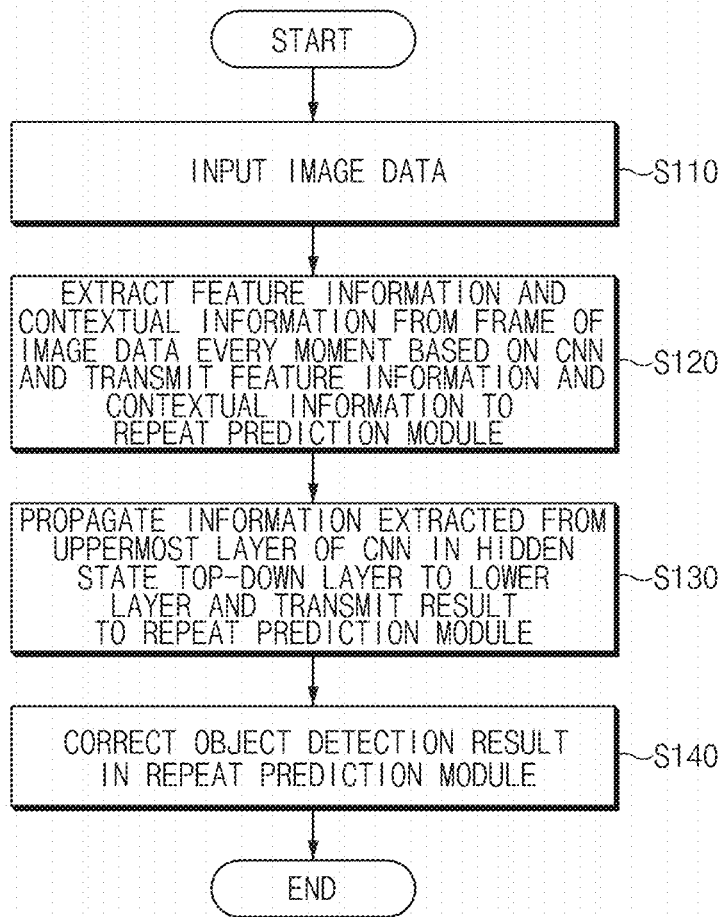 START
INPUT IMAGE DATA
S110
EXTRACT FEATURE INFORMATION AND
CONTEXTUAL INFORMATION FROM FRAME OF
IMAGE DATA EVERY MOMENT BASED ON CNN
AND TRANSMIT FEATURE INFORMATION AND
CONTEXTUAL INFORMATION TO
REPEAT PREDICTION MODULE
S120
PROPAGATE INFORMATION EXTRACTED FROM
UPPERMOST LAYER OF CNN IN HIDDEN
STATE TOP-DOWN LAYER TO LOWER
LAYER AND TRANSMIT RESULT
TO REPEAT PREDICTION MODULE
S130
CORRECT OBJECT DETECTION RESULT
IN REPEAT PREDICTION MODULE
S140
END